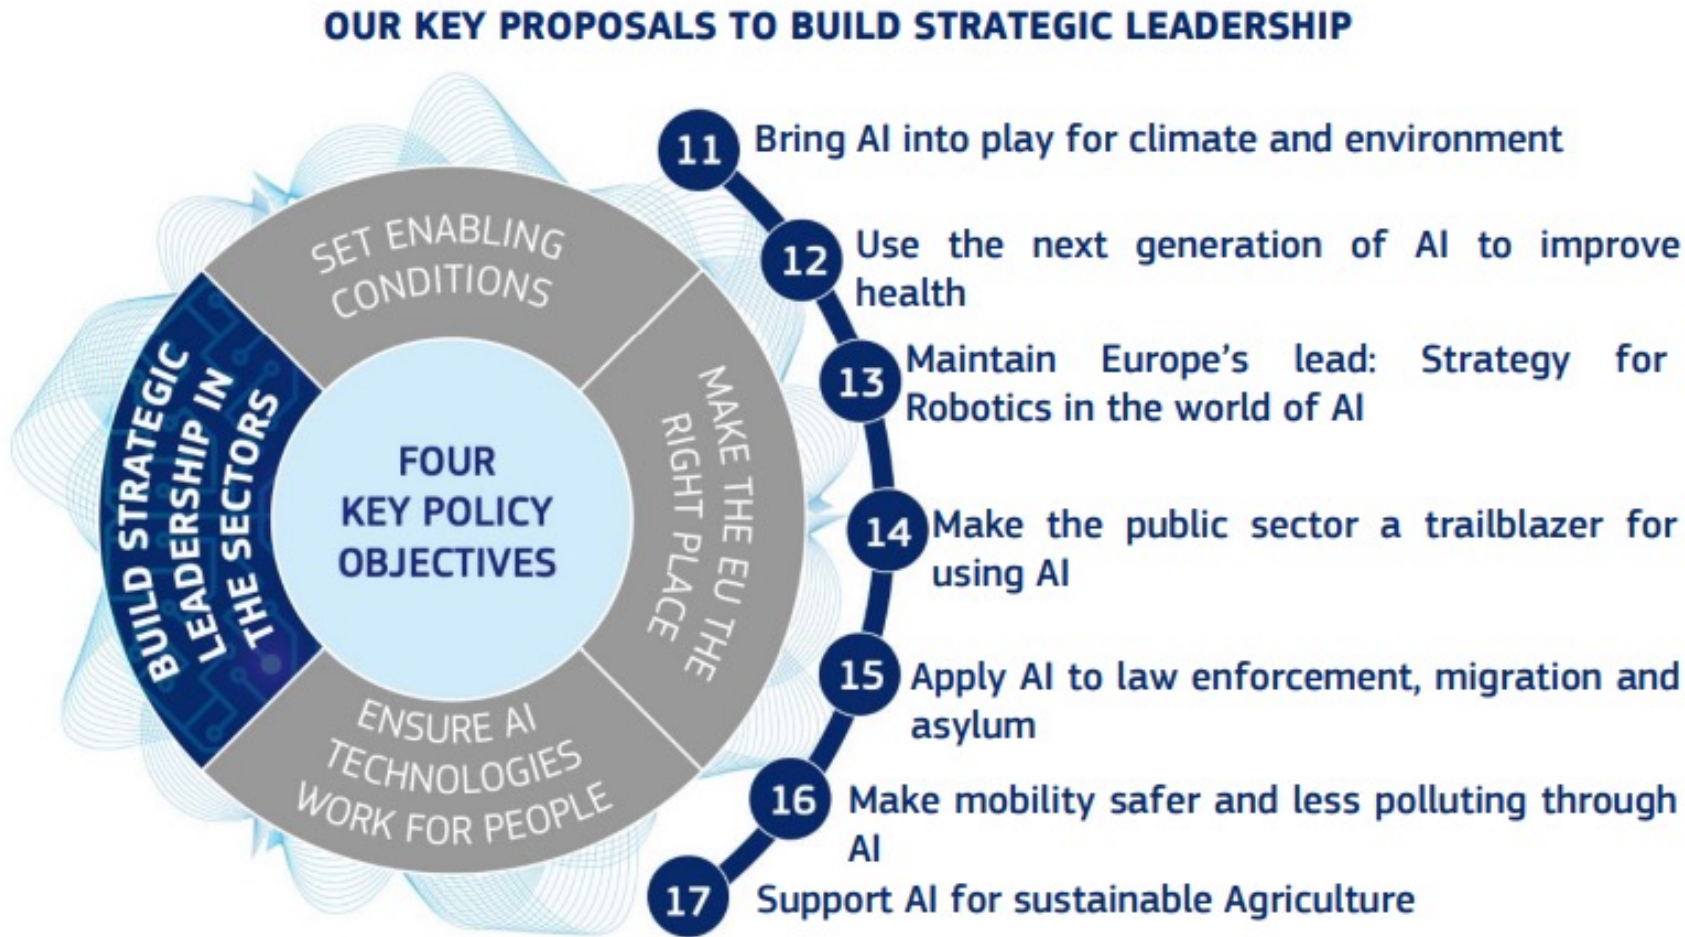 OUR KEY PROPOSALS TO BUILD STRATEGIC LEADERSHIP
SET ENABLING
CONDITIONS
MAKE THE EU THE
RIGHT PLACE
ENSURE AI
TECHNOLOGIES
WORK FOR PEOPLE
BUILD STRATEGIC
LEADERSHIP IN
THE SECTORS
FOUR
KEY POLICY
OBJECTIVES
11 Bring AI into play for climate and environment
12 Use the next generation of AI to improve
health
13 Maintain Europe's lead: Strategy for
Robotics in the world of AI
14 Make the public sector a trailblazer for
using AI
15 Apply AI to law enforcement, migration and
asylum
16 Make mobility safer and less polluting through
AI
17 Support AI for sustainable Agriculture